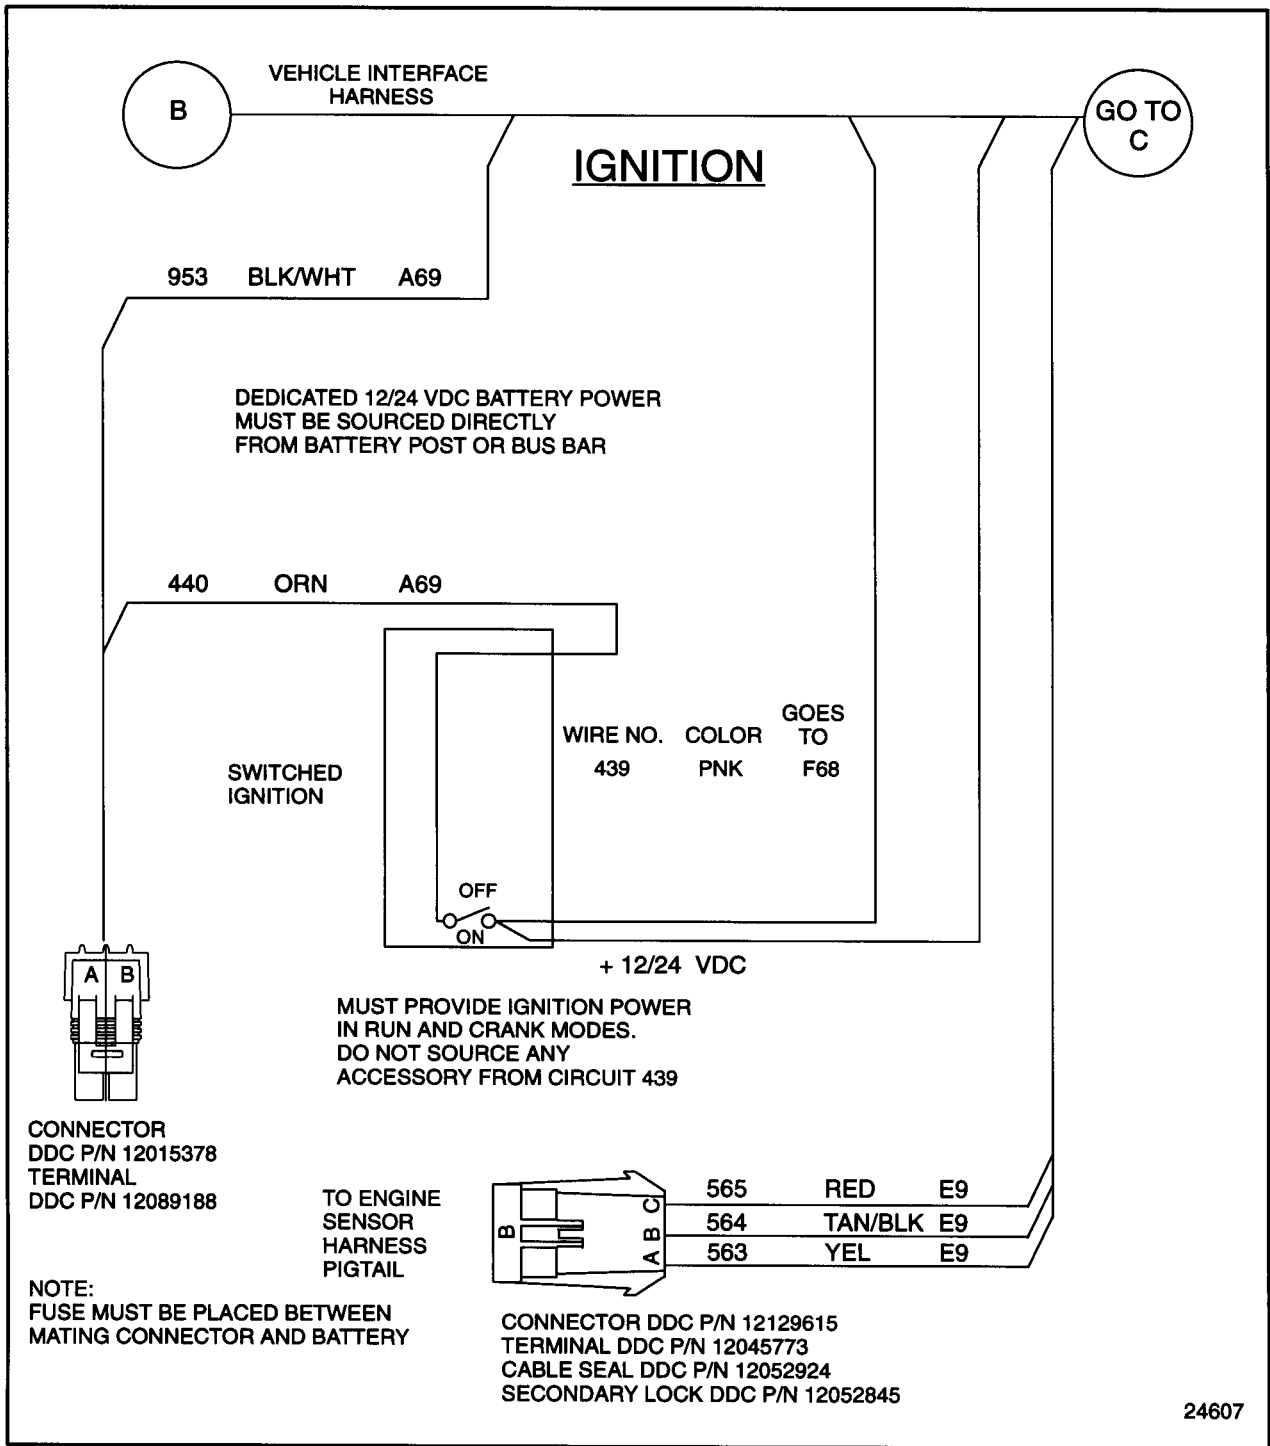 B
VEHICLE INTERFACE
HARNESS
GO TO
C
IGNITION
953 BLK/WHT A69
DEDICATED 12/24 VDC BATTERY POWER
MUST BE SOURCED DIRECTLY
FROM BATTERY POST OR BUS BAR
440 ORN A69
GOES
WIRE NO. COLOR TO
439 PNK F68
SWITCHED
IGNITION
OFF
ON
+ 12/24 VDC
A B
MUST PROVIDE IGNITION POWER
IN RUN AND CRANK MODES.
DO NOT SOURCE ANY
ACCESSORY FROM CIRCUIT 439
CONNECTOR
DDC P/N 12015378
TERMINAL
DDC P/N 12089188
TO ENGINE
SENSOR
HARNESS
PIGTAIL
B
C 565 RED E9
B 564 TAN/BLK E9
A 563 YEL E9
NOTE:
FUSE MUST BE PLACED BETWEEN
MATING CONNECTOR AND BATTERY
CONNECTOR DDC P/N 12129615
TERMINAL DDC P/N 12045773
CABLE SEAL DDC P/N 12052924
SECONDARY LOCK DDC P/N 12052845
24607